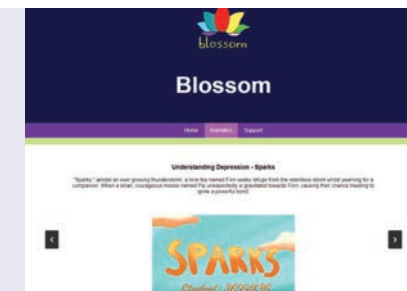 blossom
Blossom
Home Animatics Support
Understanding Depression - Sparks
"Sparks," amidst an ever growing thunderstorm, a lone fox named Finn seeks refuge from the relentless storm whilst yearning for a
companion. When a small, courageous mouse named Pip unexpectedly is gravitated towards Finn, causing their chance meeting to
ignite a powerful bond.
SPARKS